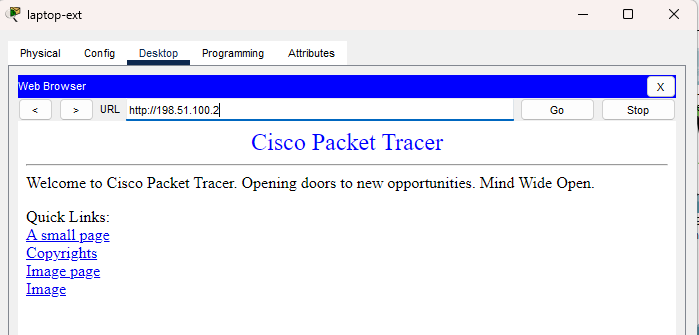 laptop-ext
Physical Config Desktop Programming Attributes
Web Browser X
< > URL http://198.51.100.2 Go Stop
Cisco Packet Tracer
Welcome to Cisco Packet Tracer. Opening doors to new opportunities. Mind Wide Open.
Quick Links:
A small page
Copyrights
Image page
Image